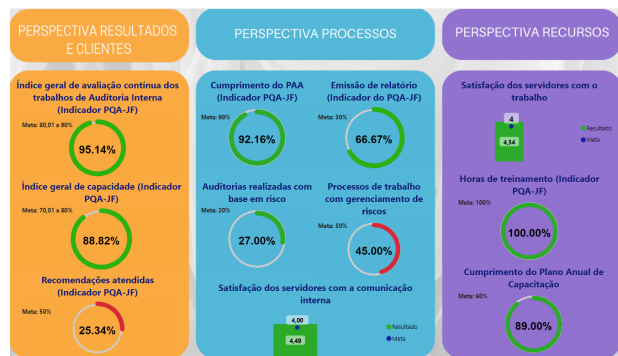 PERSPECTIVA RESULTADOS
E CLIENTES
Índice geral de avaliação contínua dos
trabalhos de Auditoria Interna
(Indicador PQA-JF)
Meta: 80,01 a 90%
95.14%
Índice geral de capacidade (Indicador
PQA-JF)
Meta: 70,01 a 80%
88.82%
Recomendações atendidas
(Indicador PQA-JF)
Meta: 50%
25.34%
PERSPECTIVA PROCESSOS
Cumprimento do PAA
(Indicador PQA-JF)
Meta: 90%
92.16%
Emissão de relatório
(Indicador do PQA-JF)
Meta: 30%
66.67%
Auditorias realizadas com
base em risco
Meta: 20%
27.00%
Processos de trabalho
com gerenciamento de
riscos
Meta: 50%
45.00%
Satisfação dos servidores com a comunicação
interna
4,00
4,49
Resultado
Meta
PERSPECTIVA RECURSOS
Satisfação dos servidores com o
trabalho
4
4,54
Resultado
Meta
Horas de treinamento (Indicador
PQA-JF)
Meta: 100%
100.00%
Cumprimento do Plano Anual de
Capacitação
Meta: 60%
89.00%